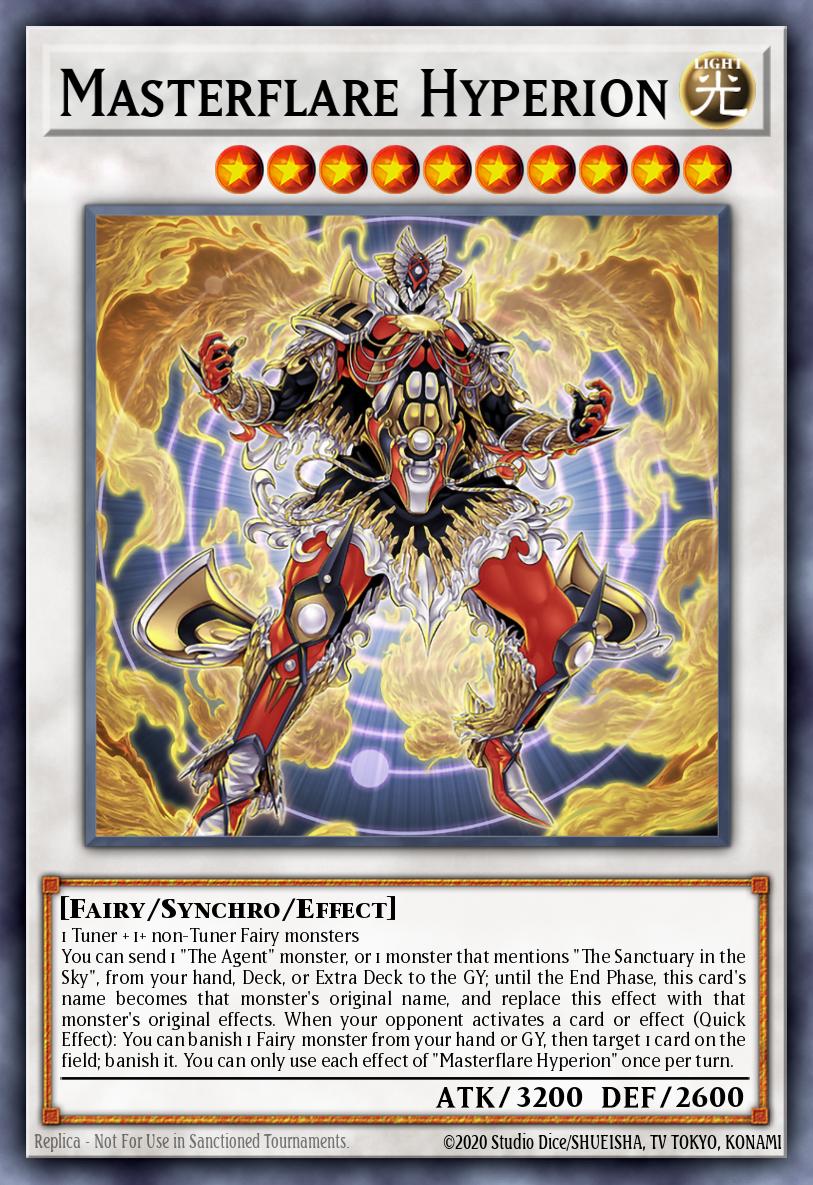 Masterflare Hyperion
LIGHT
光
[Fairy/Synchro/Effect]
1 Tuner + 1+ non-Tuner Fairy monsters
You can send 1 "The Agent" monster, or 1 monster that mentions "The Sanctuary in the
Sky", from your hand, Deck, or Extra Deck to the GY; until the End Phase, this card's
name becomes that monster's original name, and replace this effect with that
monster's original effects. When your opponent activates a card or effect (Quick
Effect): You can banish 1 Fairy monster from your hand or GY, then target 1 card on the
field; banish it. You can only use each effect of "Masterflare Hyperion" once per turn.
ATK/3200 DEF/2600
Replica - Not For Use in Sanctioned Tournaments.
©2020 Studio Dice/SHUEISHA, TV TOKYO, KONAMI